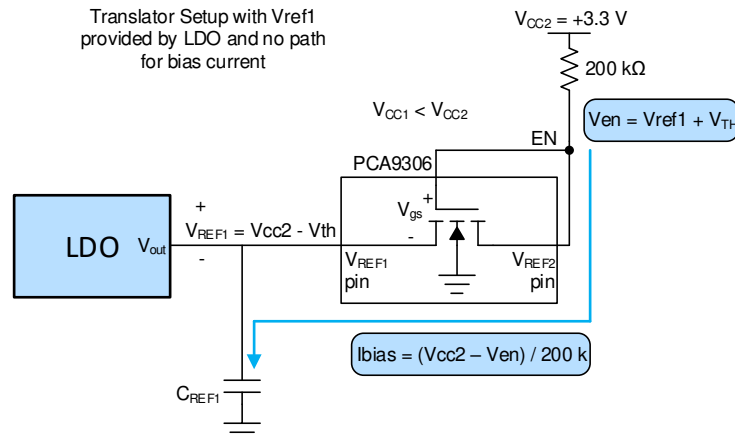 Translator Setup with Vref1
provided by LDO and no path
for bias current
VCC2 = +3.3 V
200 kΩ
VCC1 < VCC2
Ven = Vref1 + VTH
EN
PCA9306
+
Vgs
-
+
VREF1 = Vcc2 - Vth
-
LDO
Vout
VREF1
pin
VREF2
pin
Ibias = (Vcc2 – Ven) / 200 k
CREF1